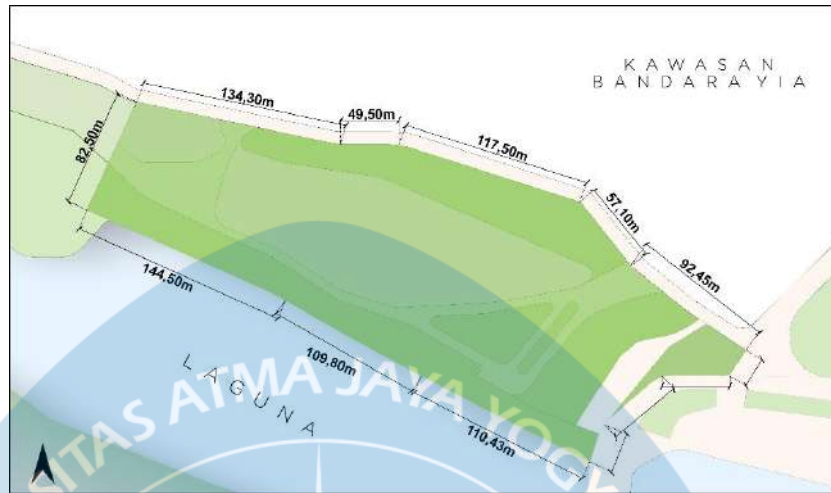 KAWASAN
BANDARA YIA
134,30m
49,50m
117,50m
57,10m
92,45m
82,50m
144,50m
109,80m
110,43m
LAGUNA
SITAS ATMA JAYA YOGY